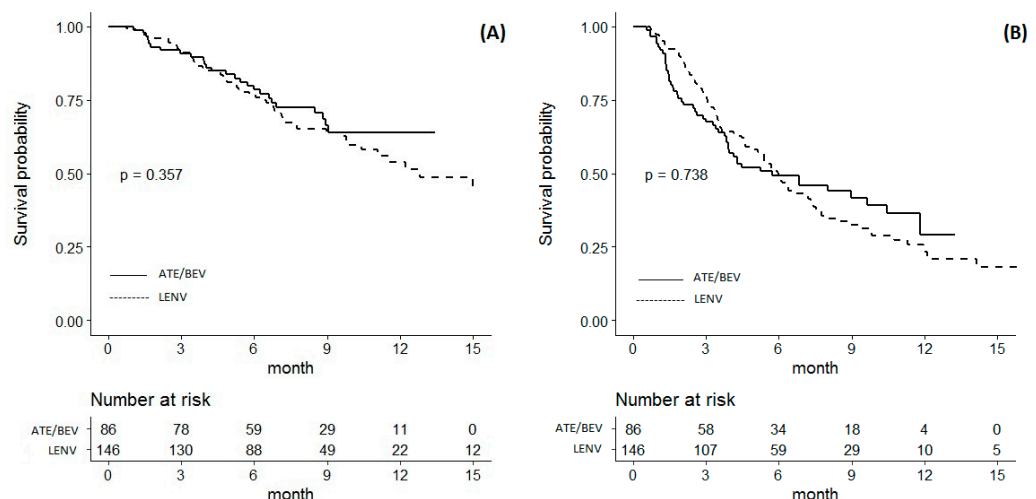 (A)
Survival probability
1.00
0.75
0.50
0.25
0.00
p = 0.357
ATE/BEV
LENV
0 3 6 9 12 15
month
Number at risk
ATE/BEV 86 78 59 29 11 0
LENV 146 130 88 49 22 12
0 3 6 9 12 15
month
(B)
Survival probability
1.00
0.75
0.50
0.25
0.00
p = 0.738
ATE/BEV
LENV
0 3 6 9 12 15
month
Number at risk
ATE/BEV 86 58 34 18 4 0
LENV 146 107 59 29 10 5
0 3 6 9 12 15
month